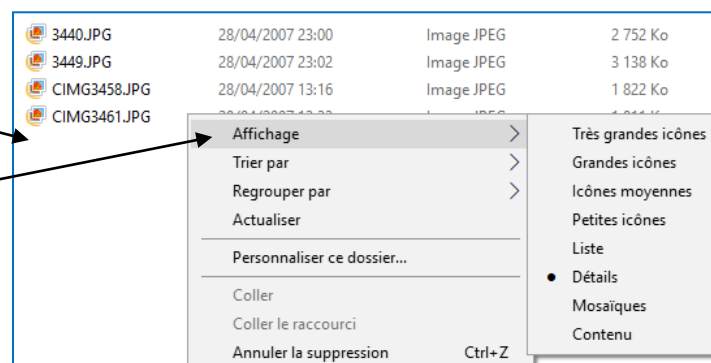 3440.JPG 28/04/2007 23:00 Image JPEG 2 752 Ko
3449.JPG 28/04/2007 23:02 Image JPEG 3 138 Ko
CIMG3458.JPG 28/04/2007 13:16 Image JPEG 1 822 Ko
CIMG3461.JPG
Affichage
Trier par
Regrouper par
Actualiser
Personnaliser ce dossier...
Coller
Coller le raccourci
Annuler la suppression Ctrl+Z
Très grandes icônes
Grandes icônes
Icônes moyennes
Petites icônes
Liste
Détails
Mosaïques
Contenu